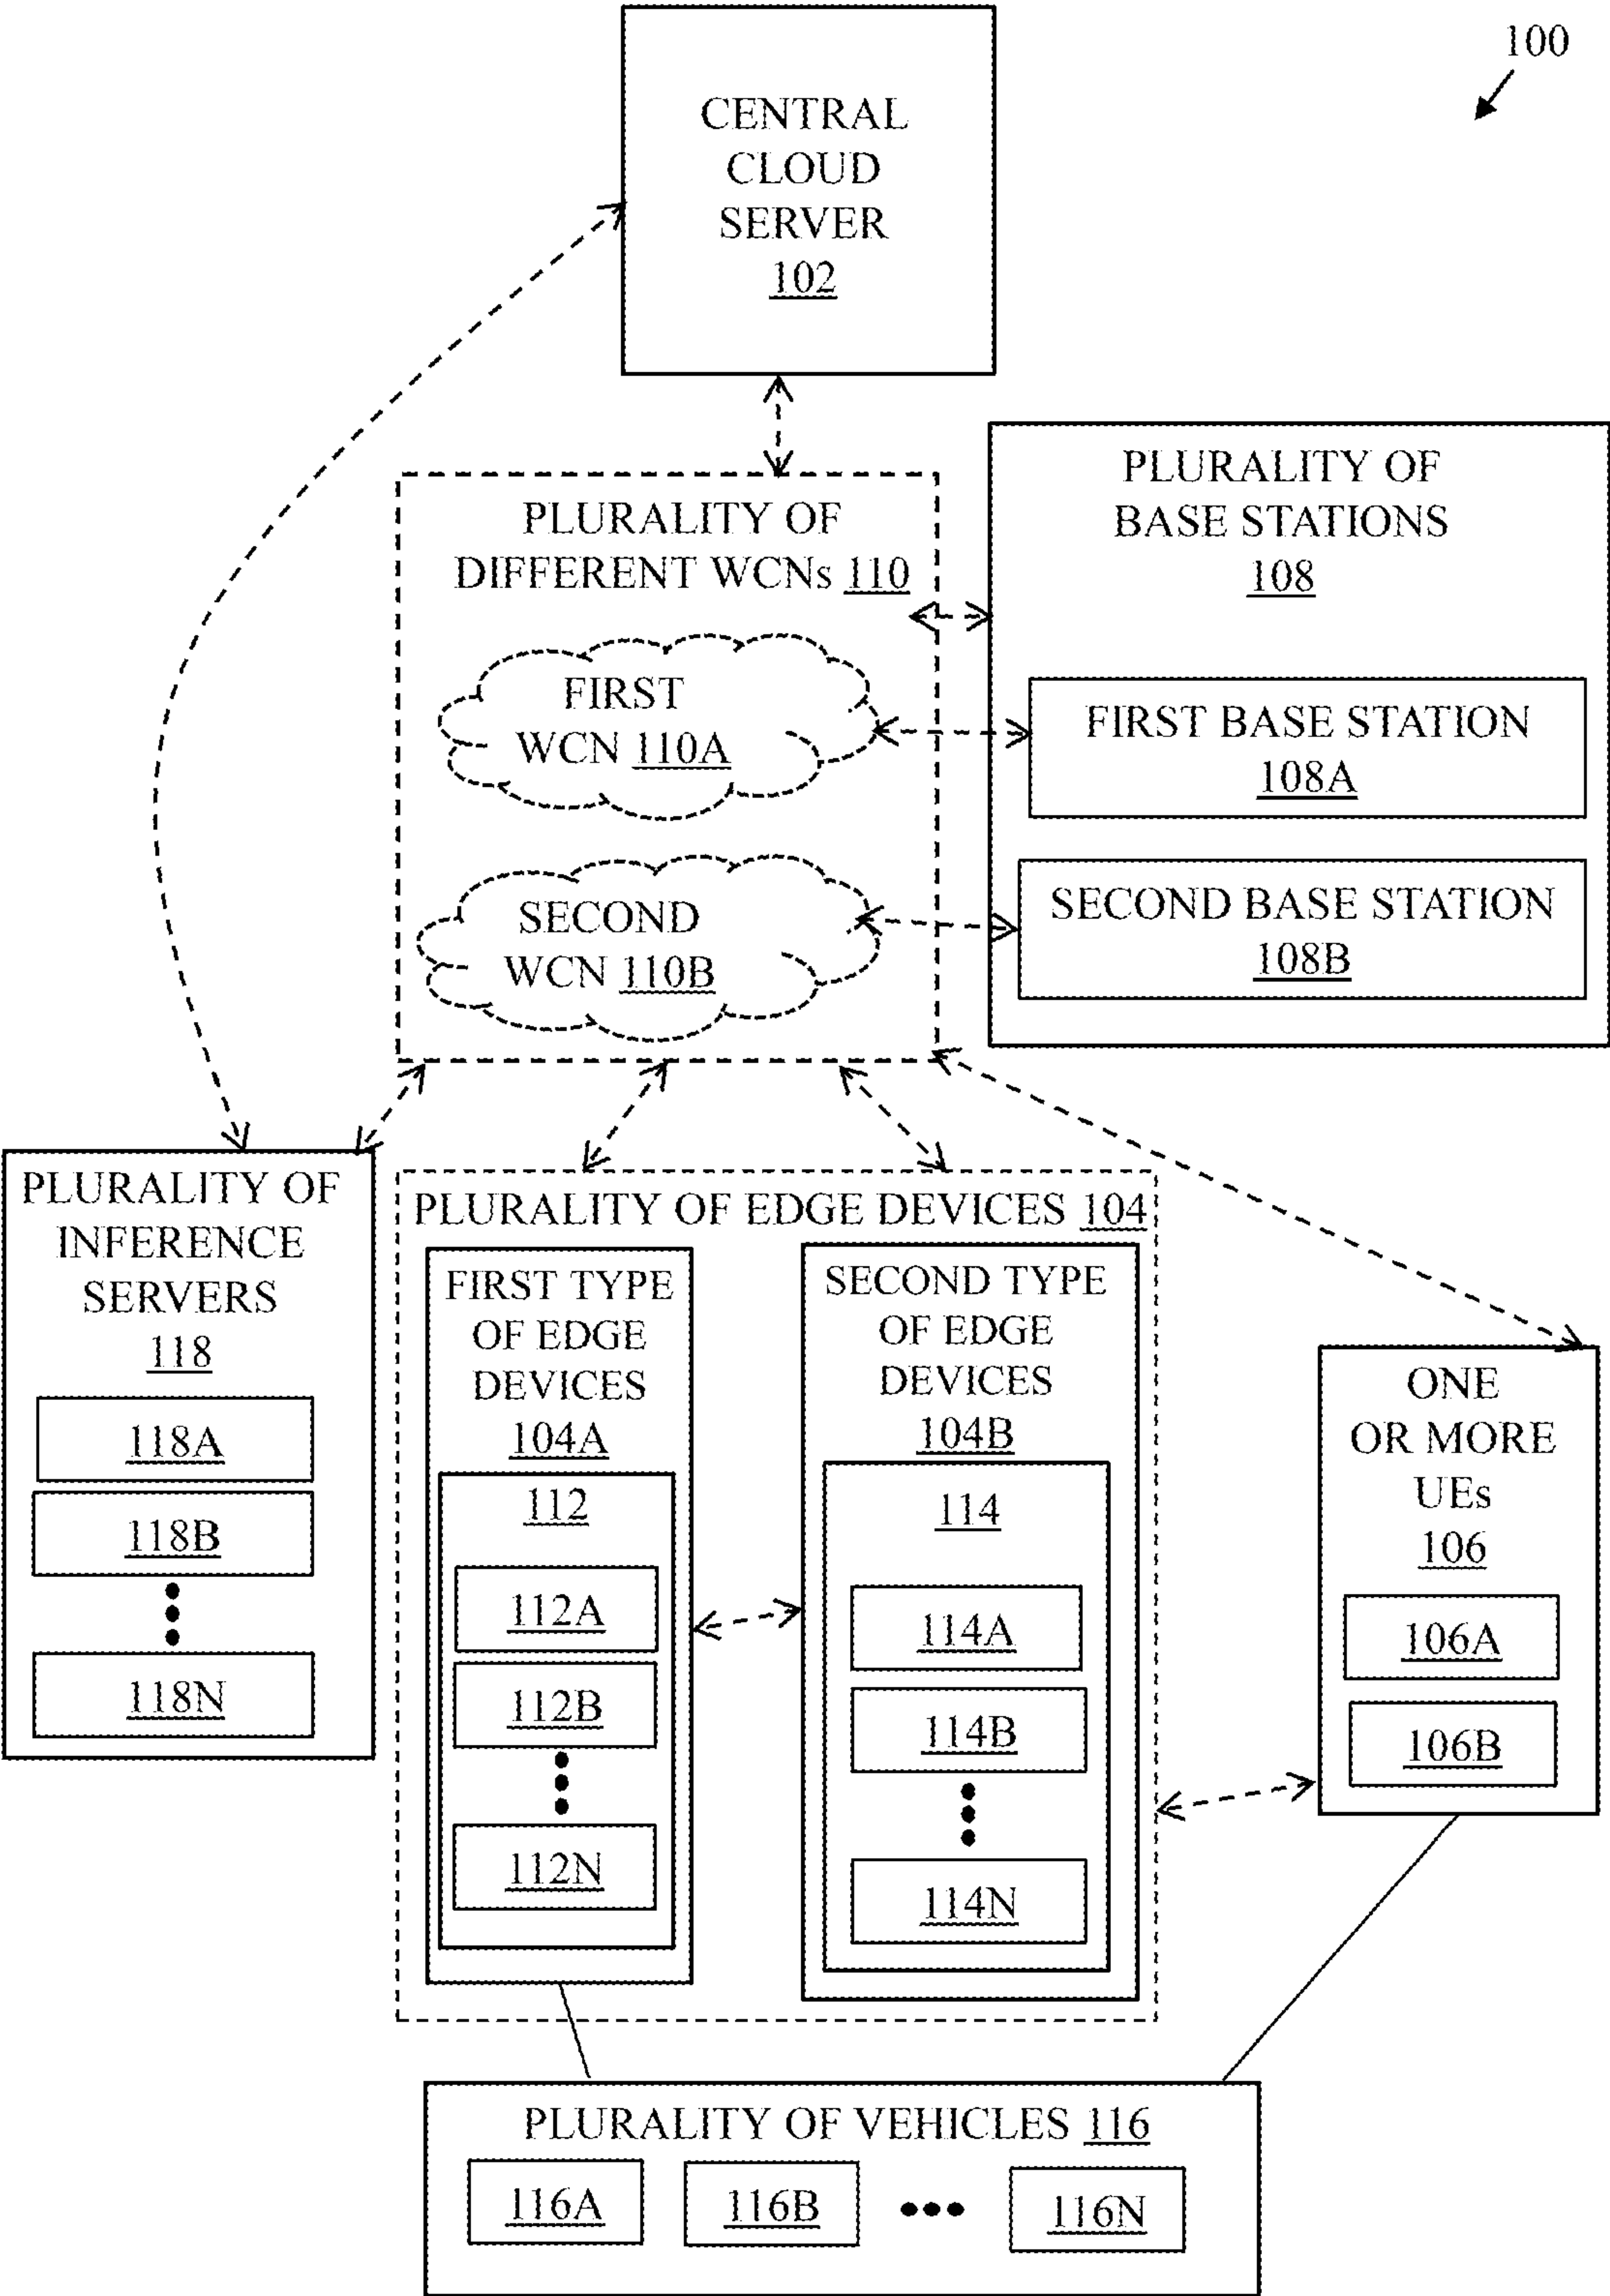 100
CENTRAL
CLOUD
SERVER
102
PLURALITY OF
DIFFERENT WCNs 110
FIRST
WCN 110A
SECOND
WCN 110B
PLURALITY OF
BASE STATIONS
108
FIRST BASE STATION
108A
SECOND BASE STATION
108B
PLURALITY OF
INFERENCE
SERVERS
118
118A
118B
118N
PLURALITY OF EDGE DEVICES 104
FIRST TYPE
OF EDGE
DEVICES
104A
112
112A
112B
112N
SECOND TYPE
OF EDGE
DEVICES
104B
114
114A
114B
114N
ONE
OR MORE
UEs
106
106A
106B
PLURALITY OF VEHICLES 116
116A
116B
116N